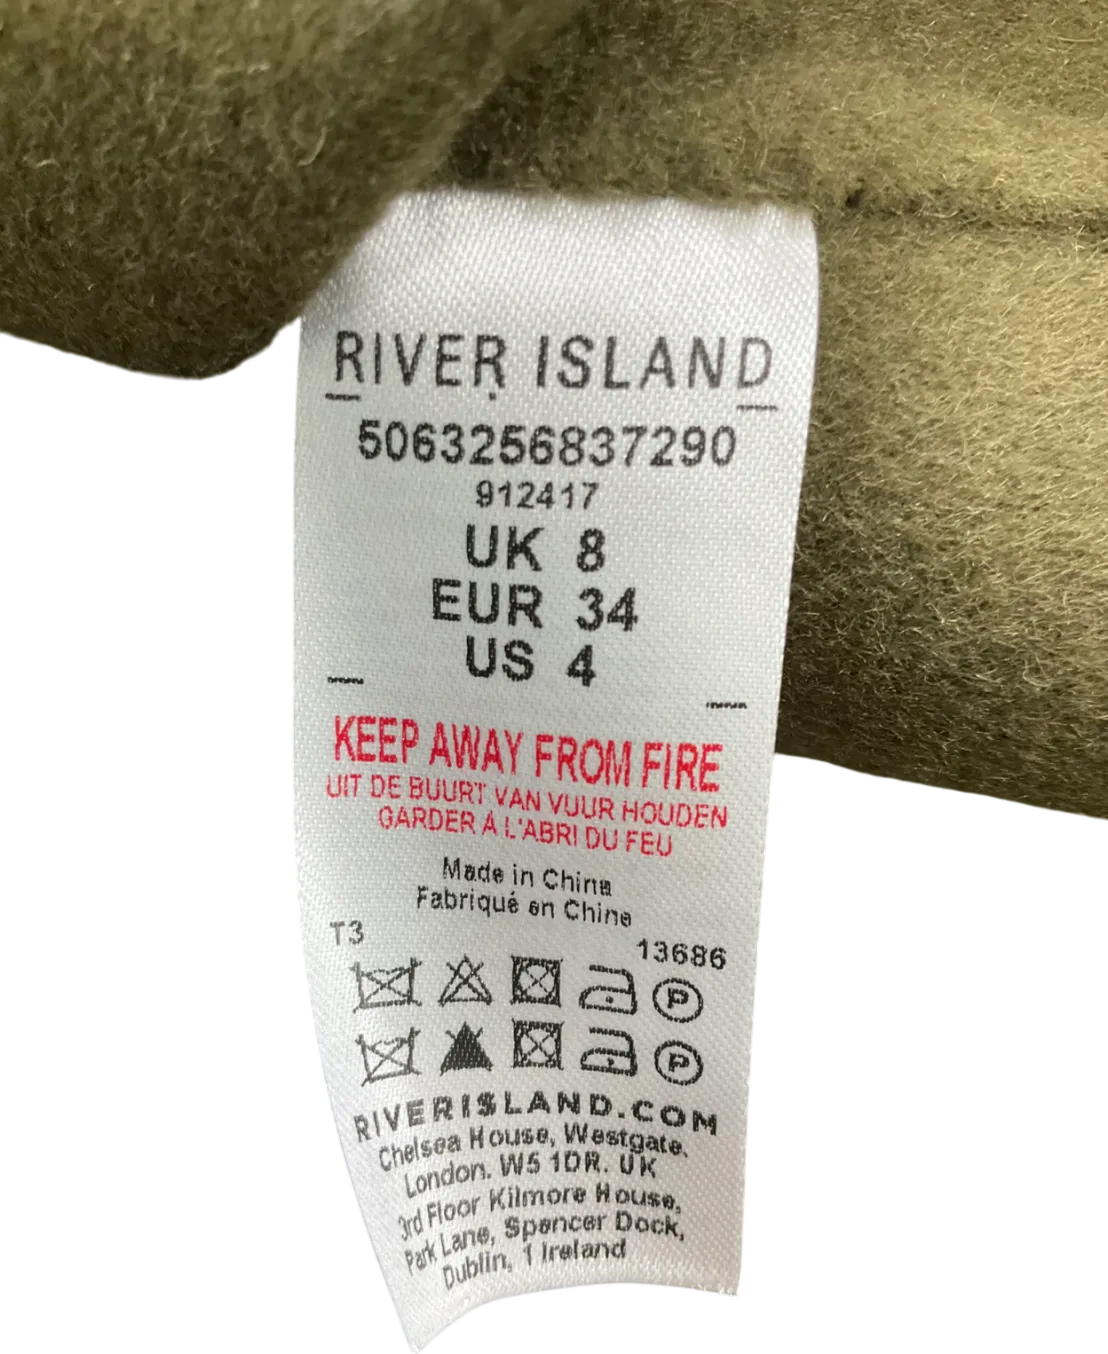 RIVER ISLAND
5063256837290
912417
UK 8
EUR 34
US 4
KEEP AWAY FROM FIRE
UIT DE BUURT VAN VUUR HOUDEN
GARDER À L'ABRI DU FEU
Made in China
Fabriqué en Chine
T3
13686
P
P
RIVERISLAND.COM
Chelsea House, Westgate,
London. W5 1DR. UK
3rd Floor Kilmore House,
Park Lane, Spencer Dock,
Dublin, 1 Ireland